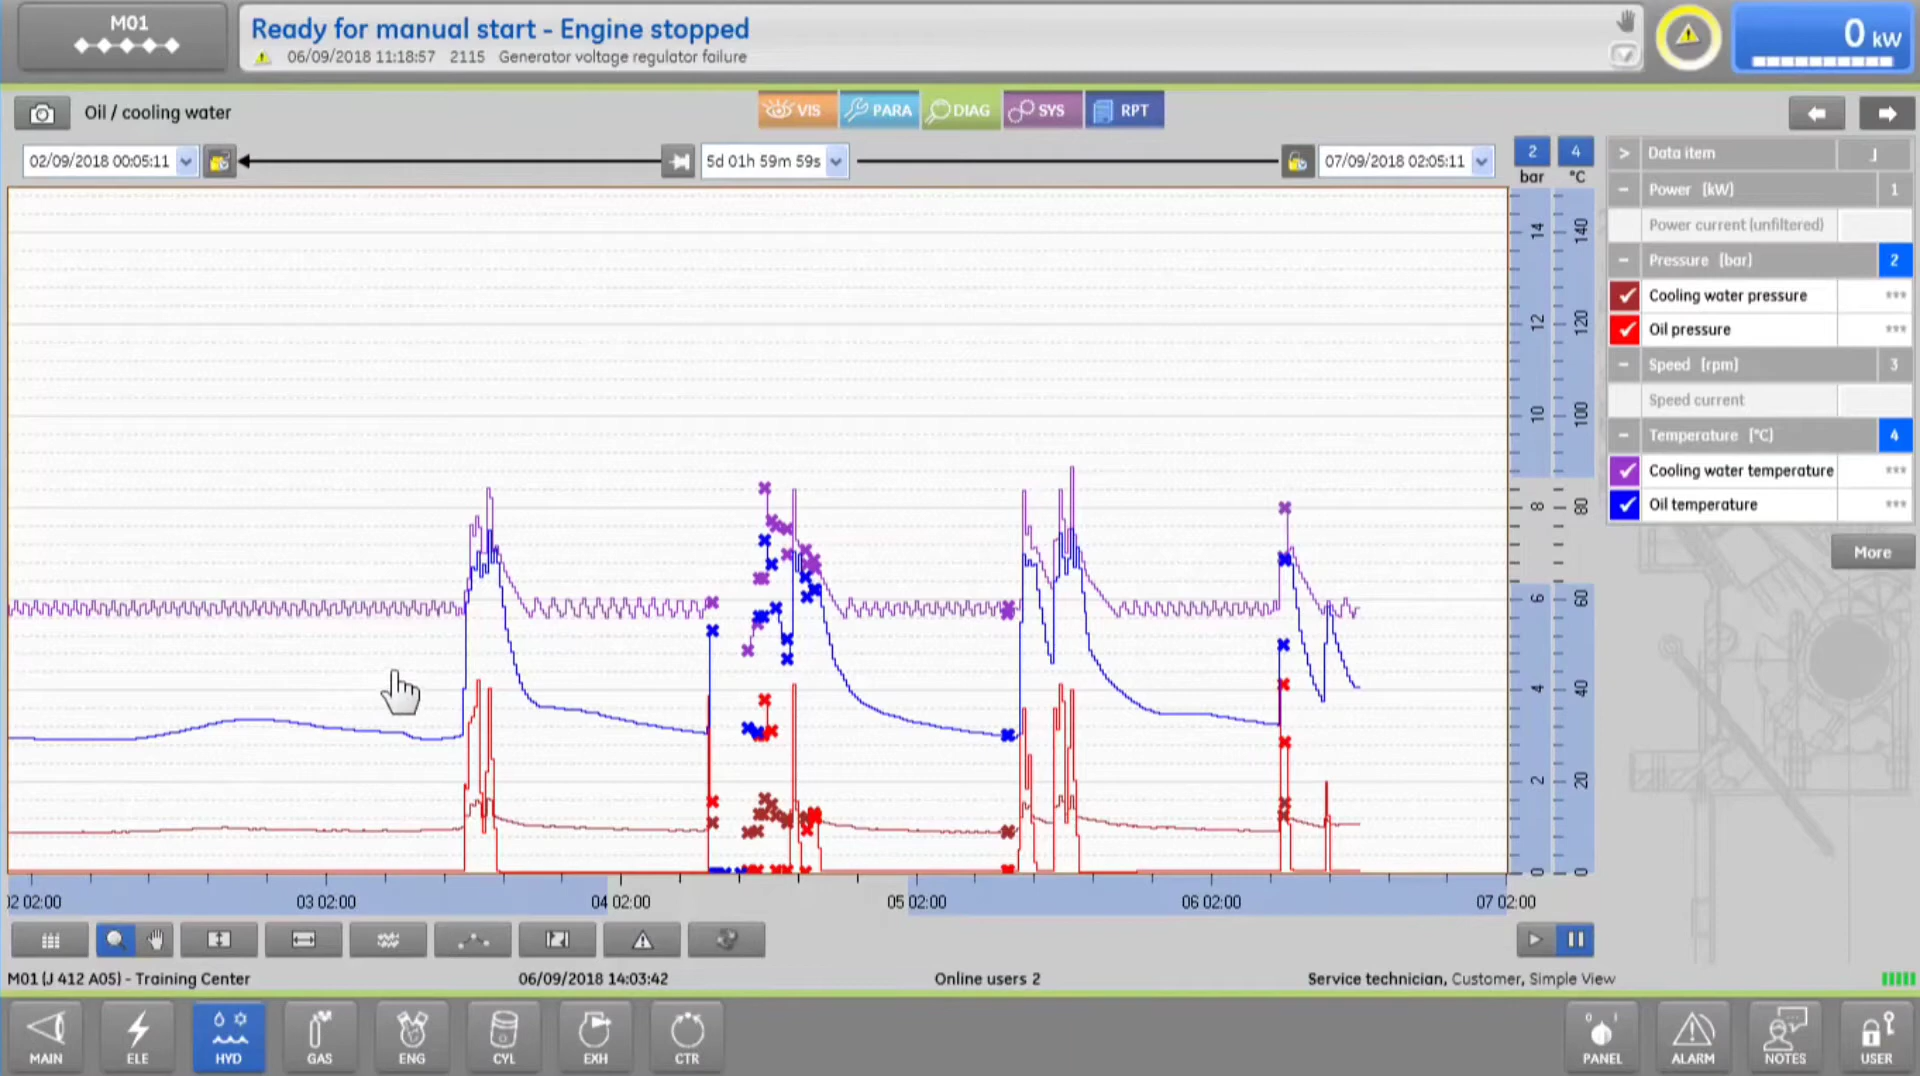 M01
Ready for manual start - Engine stopped
06/09/2018 11:18:57 2115 Generator voltage regulator failure
0 kW
Oil / cooling water
VIS
PARA
DIAG
SYS
RPT
02/09/2018 00:05:11
5d 01h 59m 59s
07/09/2018 02:05:11
2
4
bar
°C
14
12
10
8
6
4
2
0
140
120
100
80
60
40
20
0
02 02:00
03 02:00
04 02:00
05 02:00
06 02:00
07 02:00
> Data item
− Power [kW] 1
Power current (unfiltered)
− Pressure [bar] 2
Cooling water pressure ***
Oil pressure ***
− Speed [rpm] 3
Speed current
− Temperature [°C] 4
Cooling water temperature ***
Oil temperature ***
More
M01 (J 412 A05) - Training Center
06/09/2018 14:03:42
Online users 2
Service technician, Customer, Simple View
MAIN
ELE
HYD
GAS
ENG
CYL
EXH
CTR
PANEL
ALARM
NOTES
USER